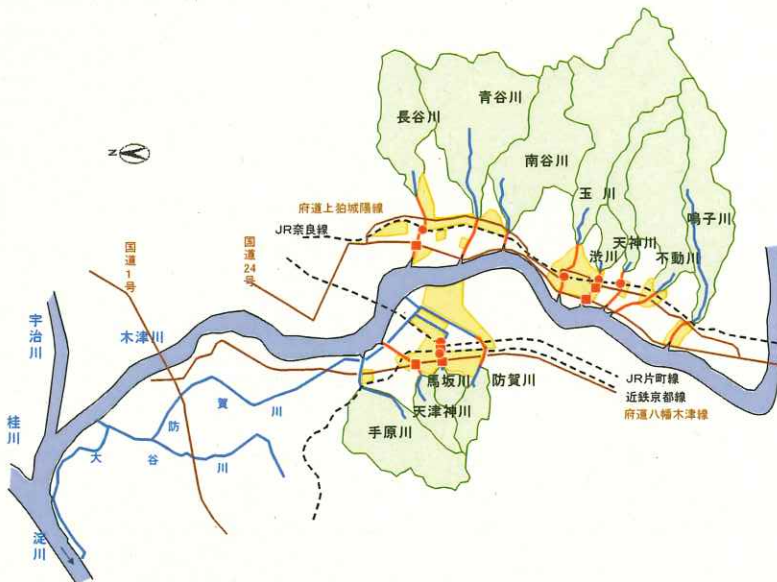 青谷川
長谷川
南谷川
玉川
鳴子川
府道上狛城陽線
JR奈良線
国道24号
国道1号
天神川
渋川
不動川
N
宇治川
木津川
桂川
淀川
防賀川
大谷川
馬坂川
防賀川
天津神川
手原川
JR片町線
近鉄京都線
府道八幡木津線